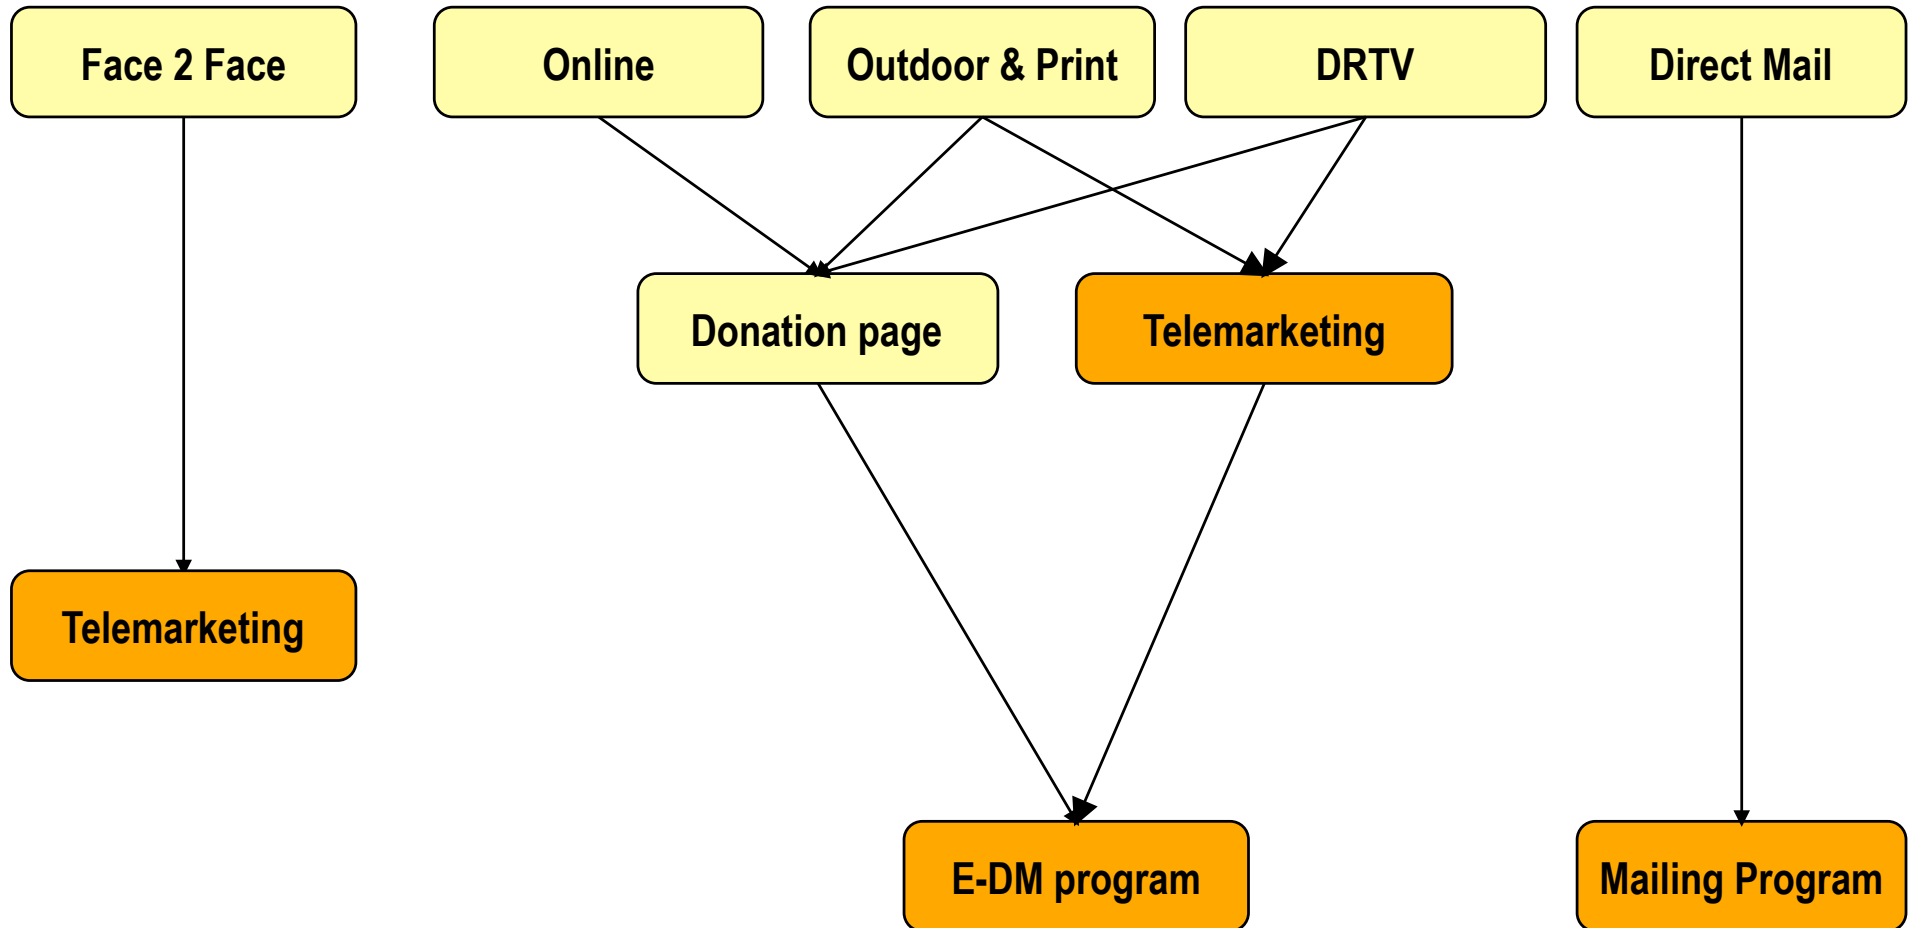 Face 2 Face
Online
Outdoor & Print
DRTV
Direct Mail
Donation page
Telemarketing
Telemarketing
E-DM program
Mailing Program